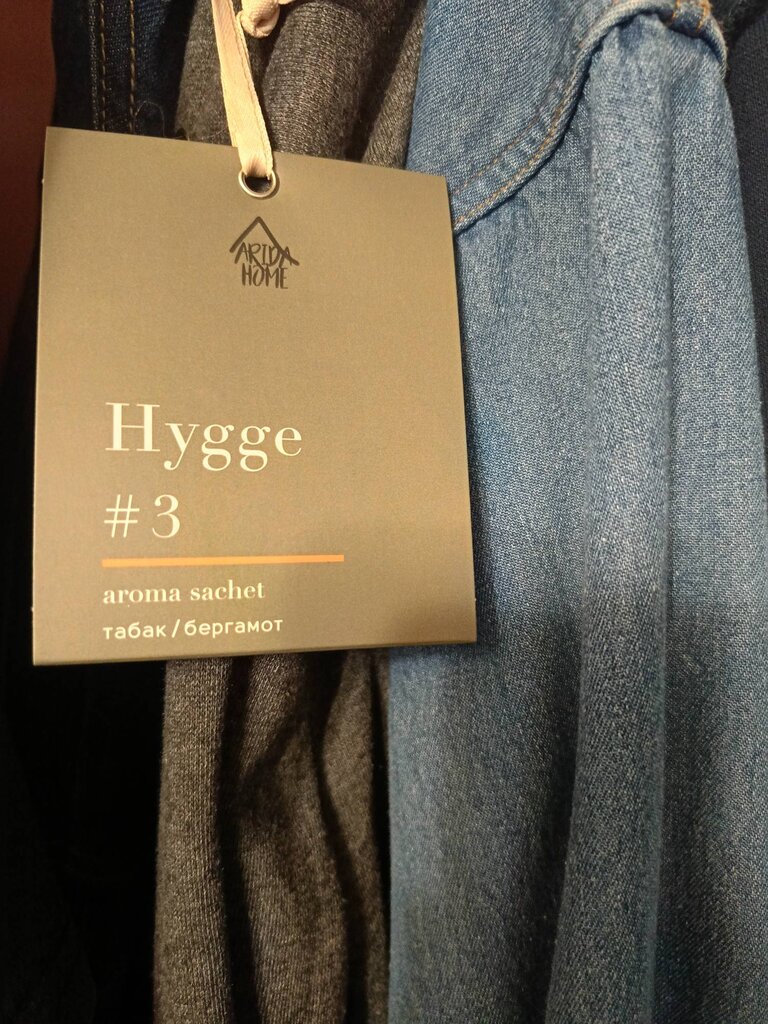 ARIDA
HOME
Hygge
#3
aroma sachet
табак/бергамот